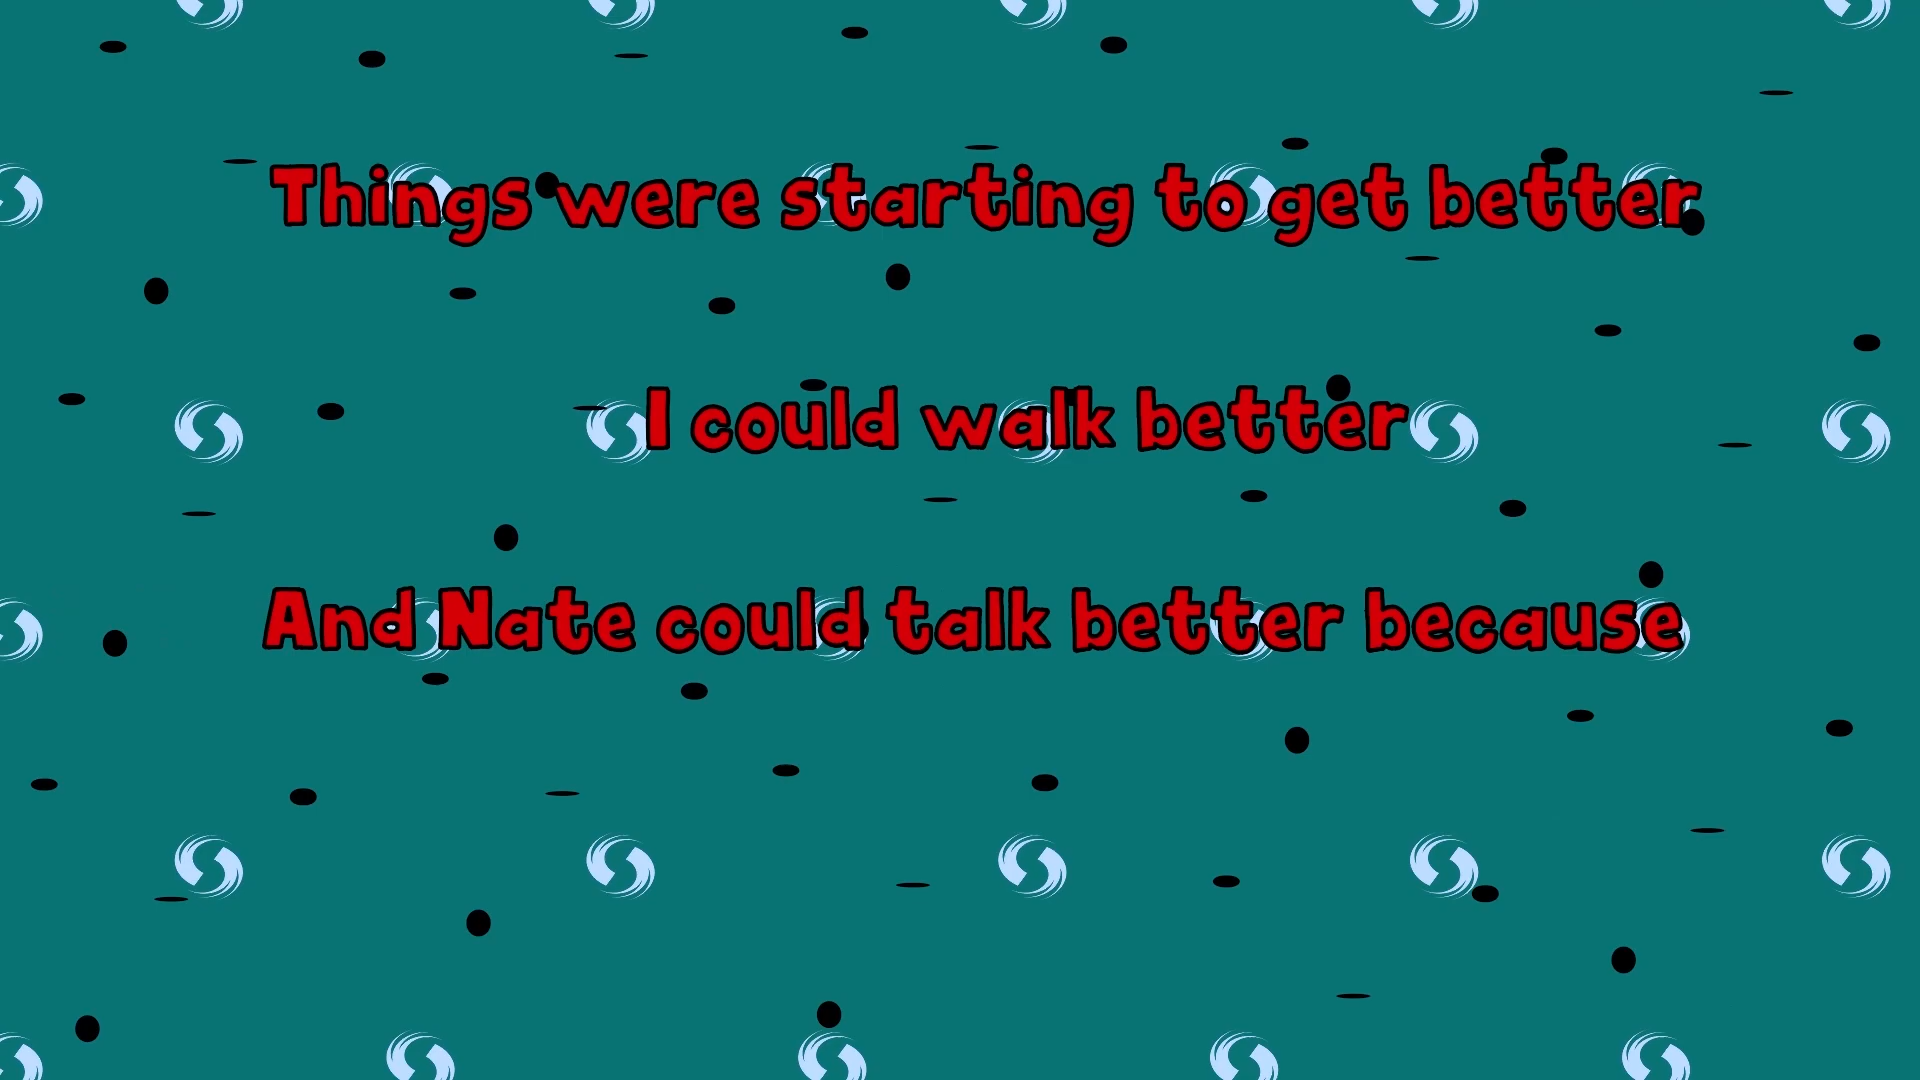 Things were starting to get better
I could walk better
And Nate could talk better because